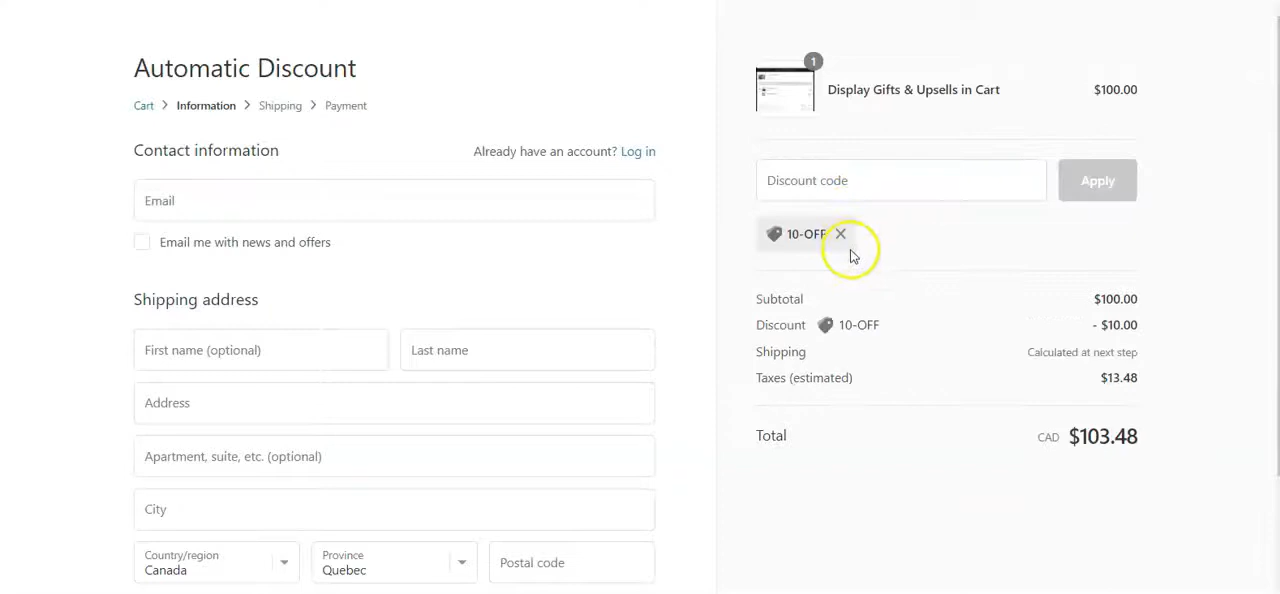 Automatic Discount
Cart > Information > Shipping > Payment
Contact information
Already have an account? Log in
Email
Email me with news and offers
Shipping address
First name (optional)
Last name
Address
Apartment, suite, etc. (optional)
City
Country/region
Canada
Province
Quebec
Postal code
1
Display Gifts & Upsells in Cart $100.00
Discount code
Apply
10-OFF
Subtotal $100.00
Discount 10-OFF - $10.00
Shipping Calculated at next step
Taxes (estimated) $13.48
Total CAD $103.48